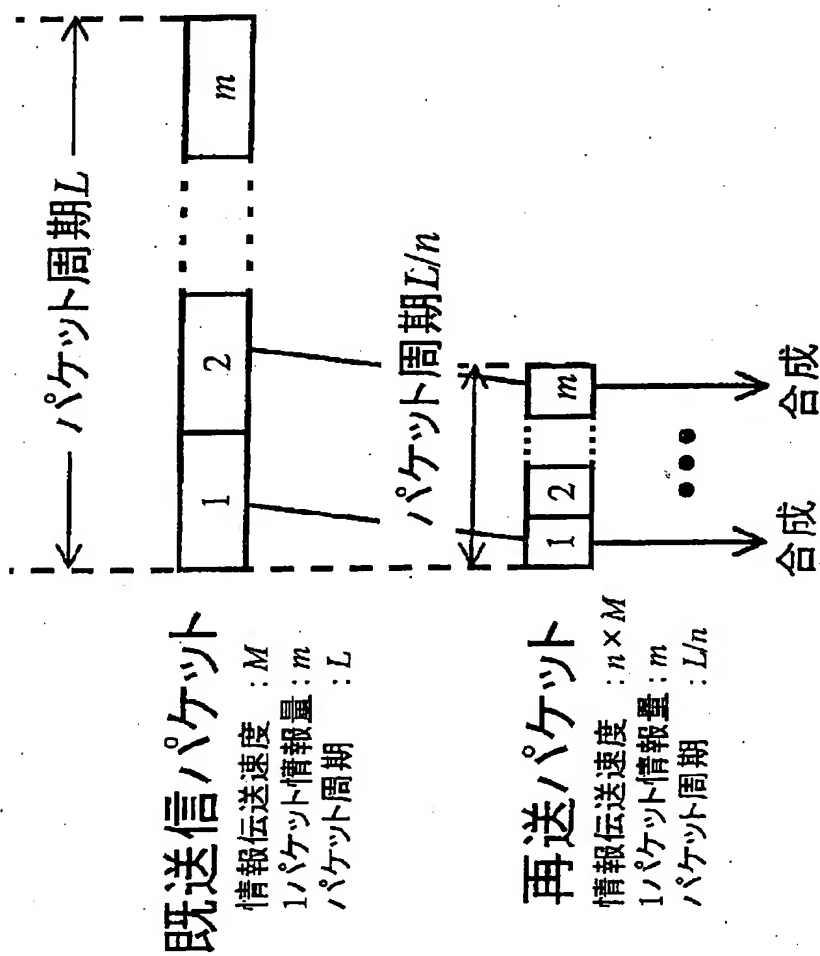 パケット周期L
1
2
m
既送信パケット
情報伝送速度 : M
1パケット情報量 : m
パケット周期 : L
パケット周期L/n
1
2
m
再送パケット
情報伝送速度 : n×M
1パケット情報量 : m
パケット周期 : L/n
合成
合成